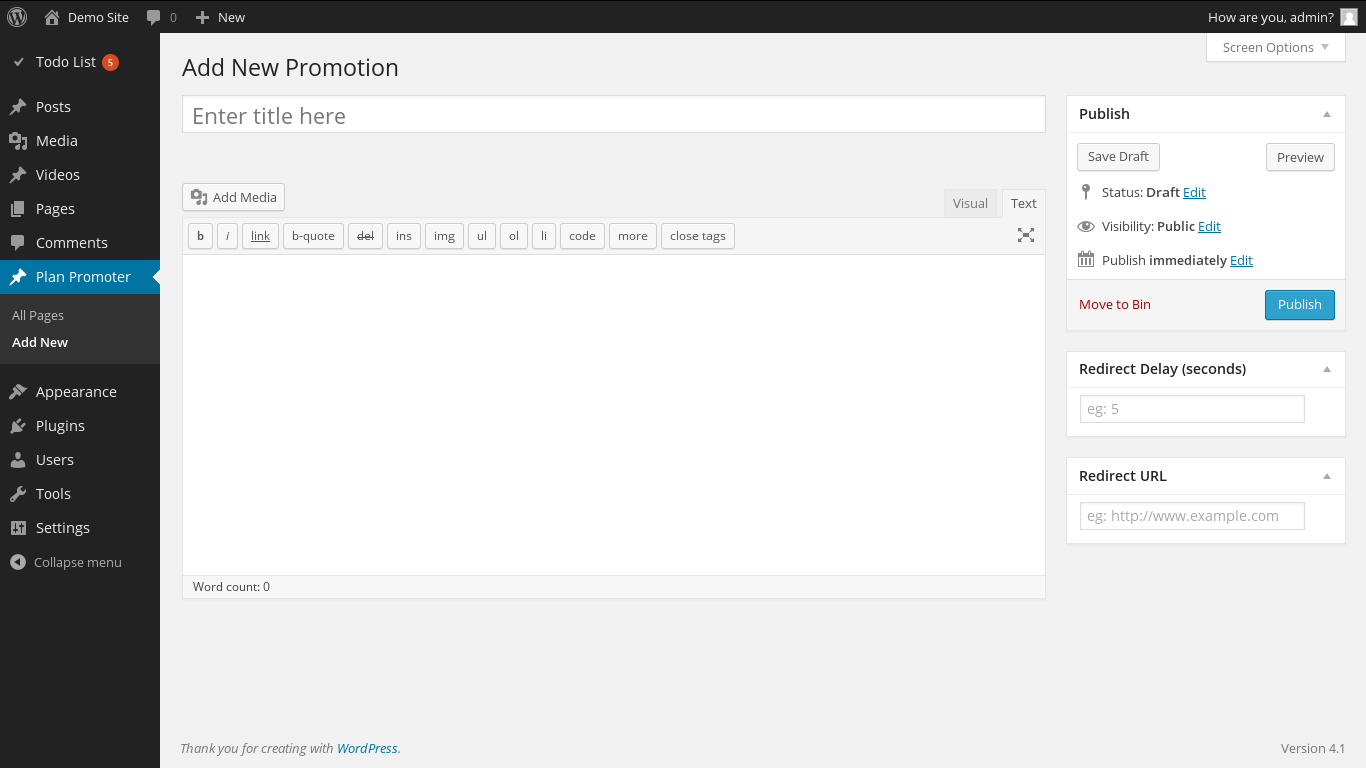 Demo Site 0 New How are you, admin?
Screen Options
Todo List 5
Posts
Media
Videos
Pages
Comments
Plan Promoter
All Pages
Add New
Appearance
Plugins
Users
Tools
Settings
Collapse menu
Add New Promotion
Enter title here
Add Media Visual Text
b i link b-quote del ins img ul ol li code more close tags
Word count: 0
Publish
Save Draft Preview
Status: Draft Edit
Visibility: Public Edit
Publish immediately Edit
Move to Bin Publish
Redirect Delay (seconds)
eg: 5
Redirect URL
eg: http://www.example.com
Thank you for creating with WordPress. Version 4.1